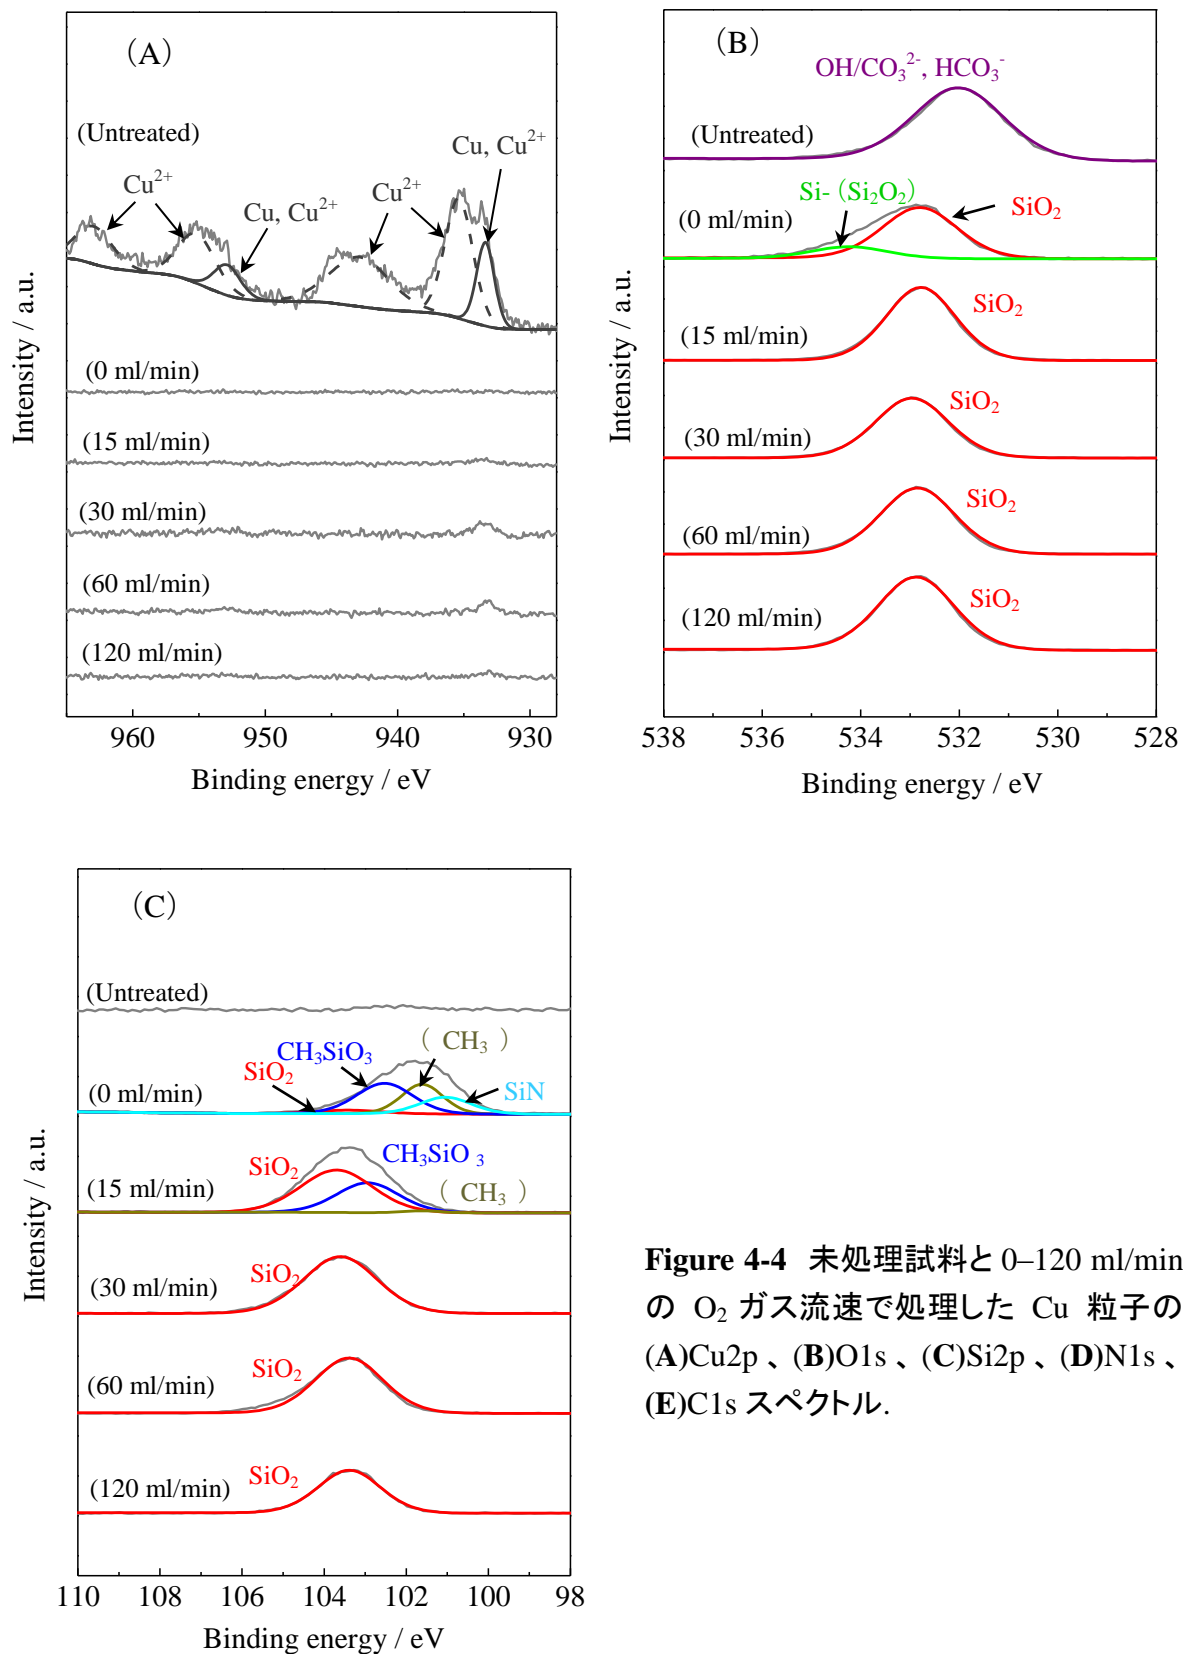 (A)
(Untreated)
Cu, Cu²⁺
Cu²⁺
Cu, Cu²⁺
Cu²⁺
(0 ml/min)
(15 ml/min)
(30 ml/min)
(60 ml/min)
(120 ml/min)
Intensity / a.u.
960 950 940 930
Binding energy / eV
(B)
OH/CO₃²⁻, HCO₃⁻
(Untreated)
Si- (Si₂O₂)
SiO₂
(0 ml/min)
SiO₂
(15 ml/min)
SiO₂
(30 ml/min)
SiO₂
(60 ml/min)
SiO₂
(120 ml/min)
Intensity / a.u.
538 536 534 532 530 528
Binding energy / eV
(C)
(Untreated)
( CH₃ )
CH₃SiO₃
SiO₂
SiN
(0 ml/min)
CH₃SiO ₃
SiO₂
( CH₃ )
(15 ml/min)
SiO₂
(30 ml/min)
SiO₂
(60 ml/min)
SiO₂
(120 ml/min)
Intensity / a.u.
110 108 106 104 102 100 98
Binding energy / eV
Figure 4-4 未処理試料と 0–120 ml/min
の O₂ ガス流速で処理した Cu 粒子の
(A)Cu2p 、(B)O1s 、(C)Si2p 、(D)N1s 、
(E)C1s スペクトル.